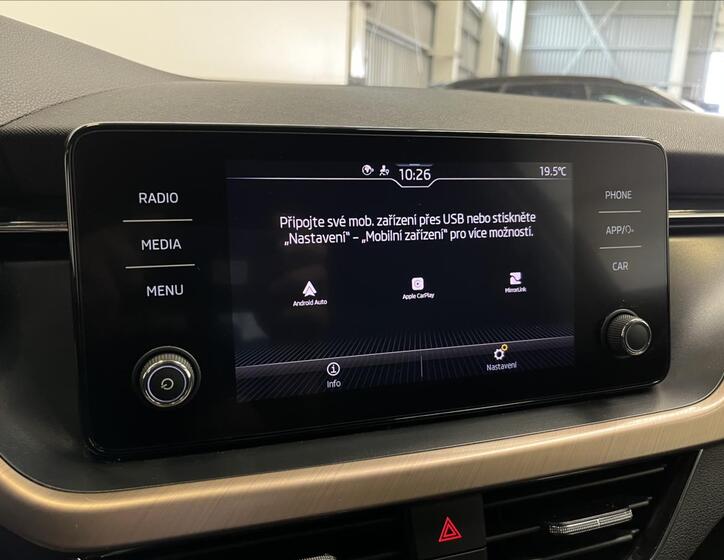 10:26
19.5°C
RADIO
MEDIA
MENU
Připojte své mob. zařízení přes USB nebo stiskněte
„Nastavení“ – „Mobilní zařízení“ pro více možností.
Android Auto
Apple CarPlay
MirrorLink
Info
Nastavení
PHONE
APP/
CAR